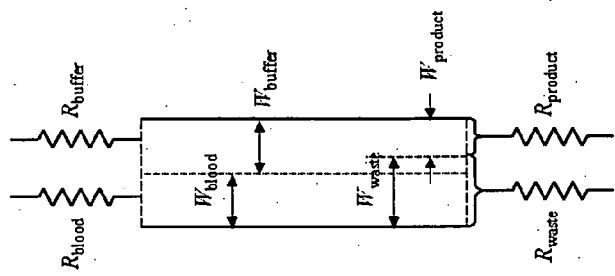 R_buffer
R_blood
W_buffer
W_blood
W_product
W_waste
R_product
R_waste